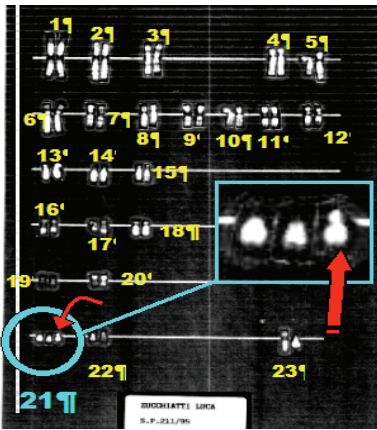 1¶ 2¶ 3¶ 4¶ 5¶
6¶ 7¶ 8¶ 9' 10¶ 11' 12'
13' 14' 15¶
16' 17' 18¶
19' 20'
21¶ 22¶ 23¶
ZUCCHIATTI LUCA
S.P.211/95